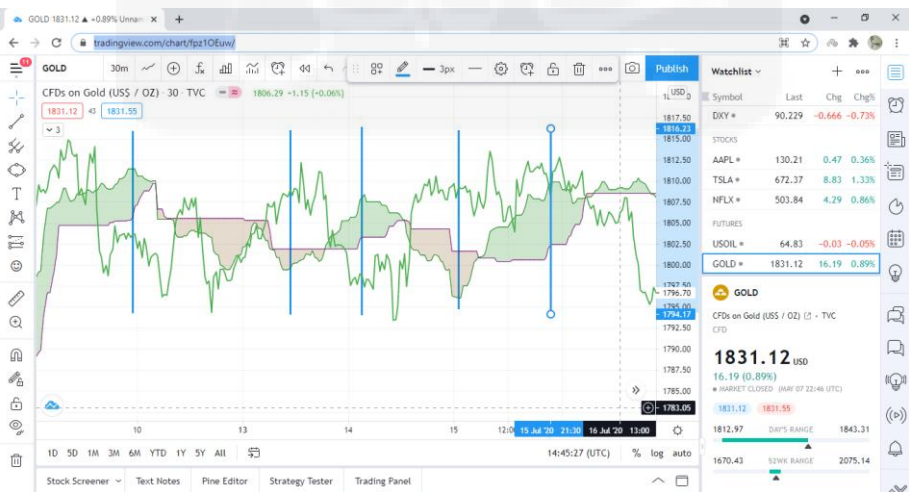 GOLD 1831.12 ▲ +0.89% Unnam
tradingview.com/chart/fpz1OEuw/
11
GOLD 30m 3px Publish
CFDs on Gold (US$ / OZ) · 30 · TVC 1806.29 +1.15 (+0.06%)
1831.12 43 1831.55
3
USD
1817.50
1816.23
1815.00
1812.50
1810.00
1807.50
1805.00
1802.50
1800.00
1797.50
1796.70
1795.00
1794.17
1792.50
1790.00
1787.50
1785.00
1783.05
10 13 14 15 12:0 15 Jul '20 21:30 16 Jul '20 13:00
1D 5D 1M 3M 6M YTD 1Y 5Y All 14:45:27 (UTC) % log auto
Stock Screener Text Notes Pine Editor Strategy Tester Trading Panel
Watchlist
Symbol Last Chg Chg%
DXY 90.229 -0.666 -0.73%
STOCKS
AAPL 130.21 0.47 0.36%
TSLA 672.37 8.83 1.33%
NFLX 503.84 4.29 0.86%
FUTURES
USOIL 64.83 -0.03 -0.05%
GOLD 1831.12 16.19 0.89%
GOLD
CFDs on Gold (US$ / OZ) · TVC
CFD
1831.12 USD
16.19 (0.89%)
MARKET CLOSED (MAY 07 22:46 UTC)
1831.12 1831.55
1812.97 DAY'S RANGE 1843.31
1670.43 52WK RANGE 2075.14